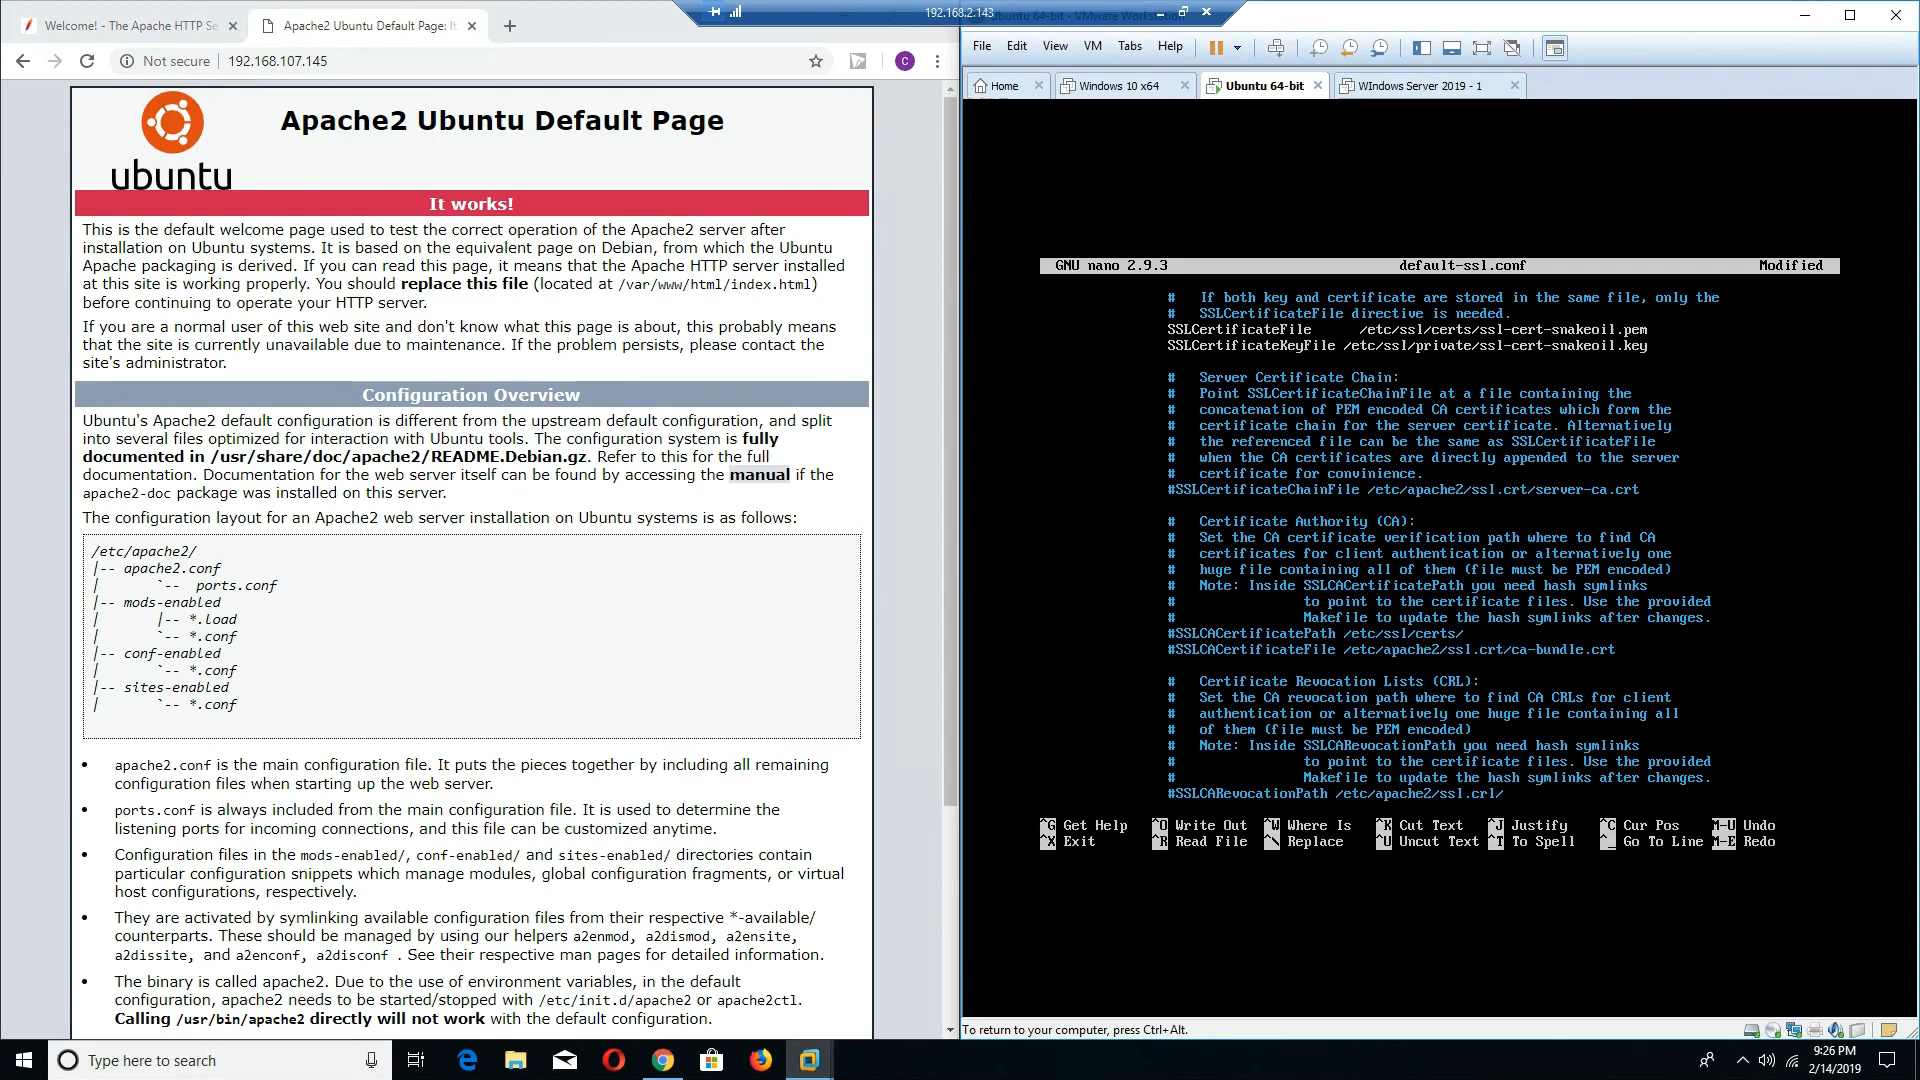 Welcome! - The Apache HTTP Se
Apache2 Ubuntu Default Page: It
192.168.2.143
Ubuntu 64-bit - VMware Workstation
Not secure
192.168.107.145
C
File Edit View VM Tabs Help
Home
Windows 10 x64
Ubuntu 64-bit
WIndows Server 2019 - 1
ubuntu
Apache2 Ubuntu Default Page
It works!
This is the default welcome page used to test the correct operation of the Apache2 server after
installation on Ubuntu systems. It is based on the equivalent page on Debian, from which the Ubuntu
Apache packaging is derived. If you can read this page, it means that the Apache HTTP server installed
at this site is working properly. You should replace this file (located at /var/www/html/index.html)
before continuing to operate your HTTP server.
If you are a normal user of this web site and don't know what this page is about, this probably means
that the site is currently unavailable due to maintenance. If the problem persists, please contact the
site's administrator.
Configuration Overview
Ubuntu's Apache2 default configuration is different from the upstream default configuration, and split
into several files optimized for interaction with Ubuntu tools. The configuration system is fully
documented in /usr/share/doc/apache2/README.Debian.gz. Refer to this for the full
documentation. Documentation for the web server itself can be found by accessing the manual if the
apache2-doc package was installed on this server.
The configuration layout for an Apache2 web server installation on Ubuntu systems is as follows:
/etc/apache2/
|-- apache2.conf
|       `--  ports.conf
|-- mods-enabled
|       |-- *.load
|       `-- *.conf
|-- conf-enabled
|       `-- *.conf
|-- sites-enabled
|       `-- *.conf
• apache2.conf is the main configuration file. It puts the pieces together by including all remaining
configuration files when starting up the web server.
• ports.conf is always included from the main configuration file. It is used to determine the
listening ports for incoming connections, and this file can be customized anytime.
• Configuration files in the mods-enabled/, conf-enabled/ and sites-enabled/ directories contain
particular configuration snippets which manage modules, global configuration fragments, or virtual
host configurations, respectively.
• They are activated by symlinking available configuration files from their respective *-available/
counterparts. These should be managed by using our helpers a2enmod, a2dismod, a2ensite,
a2dissite, and a2enconf, a2disconf . See their respective man pages for detailed information.
• The binary is called apache2. Due to the use of environment variables, in the default
configuration, apache2 needs to be started/stopped with /etc/init.d/apache2 or apache2ctl.
Calling /usr/bin/apache2 directly will not work with the default configuration.
GNU nano 2.9.3 default-ssl.conf Modified
#   If both key and certificate are stored in the same file, only the
#   SSLCertificateFile directive is needed.
SSLCertificateFile      /etc/ssl/certs/ssl-cert-snakeoil.pem
SSLCertificateKeyFile /etc/ssl/private/ssl-cert-snakeoil.key
#   Server Certificate Chain:
#   Point SSLCertificateChainFile at a file containing the
#   concatenation of PEM encoded CA certificates which form the
#   certificate chain for the server certificate. Alternatively
#   the referenced file can be the same as SSLCertificateFile
#   when the CA certificates are directly appended to the server
#   certificate for convinience.
#SSLCertificateChainFile /etc/apache2/ssl.crt/server-ca.crt
#   Certificate Authority (CA):
#   Set the CA certificate verification path where to find CA
#   certificates for client authentication or alternatively one
#   huge file containing all of them (file must be PEM encoded)
#   Note: Inside SSLCACertificatePath you need hash symlinks
#                to point to the certificate files. Use the provided
#                Makefile to update the hash symlinks after changes.
#SSLCACertificatePath /etc/ssl/certs/
#SSLCACertificateFile /etc/apache2/ssl.crt/ca-bundle.crt
#   Certificate Revocation Lists (CRL):
#   Set the CA revocation path where to find CA CRLs for client
#   authentication or alternatively one huge file containing all
#   of them (file must be PEM encoded)
#   Note: Inside SSLCARevocationPath you need hash symlinks
#                to point to the certificate files. Use the provided
#                Makefile to update the hash symlinks after changes.
#SSLCARevocationPath /etc/apache2/ssl.crl/
^G Get Help ^O Write Out ^W Where Is ^K Cut Text ^J Justify ^C Cur Pos M-U Undo
^X Exit ^R Read File ^\ Replace ^U Uncut Text ^T To Spell ^_ Go To Line M-E Redo
To return to your computer, press Ctrl+Alt.
Type here to search
9:26 PM
2/14/2019